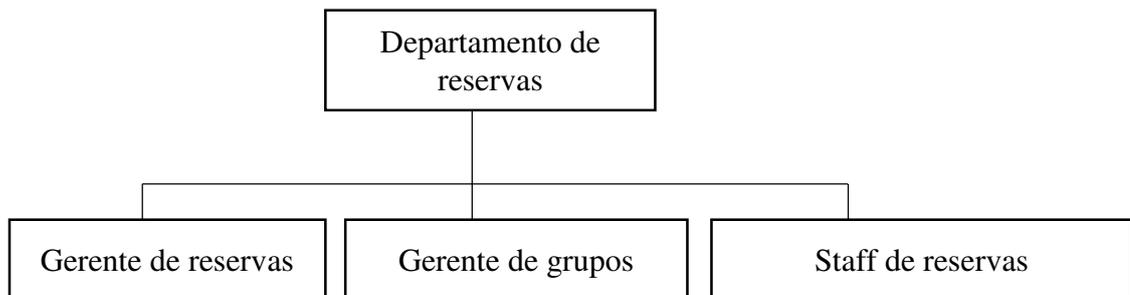 Departamento de
reservas
Gerente de reservas
Gerente de grupos
Staff de reservas